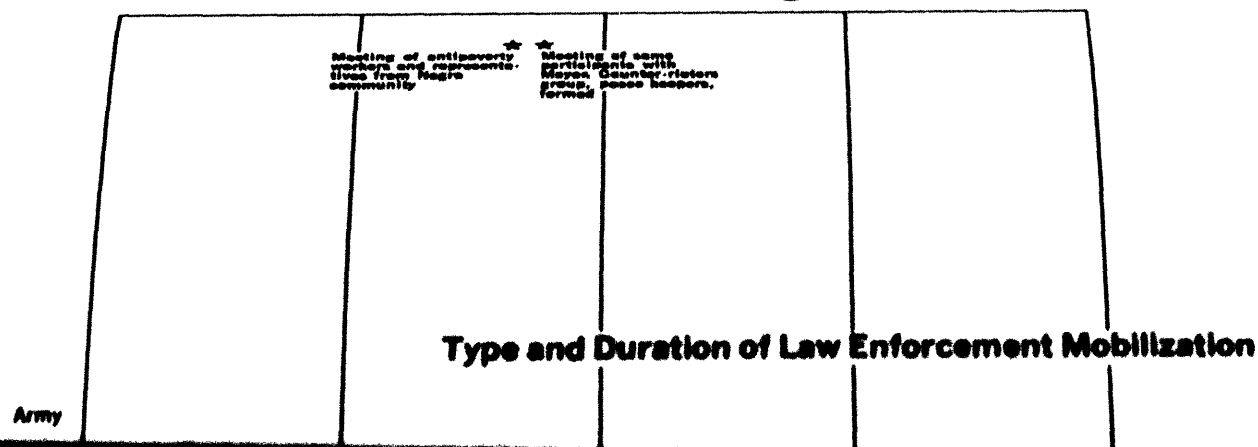 Meeting of antipoverty
workers and representa-
tives from Negro
community
Meeting of some
participants with
Mayor. Counter-rioters
group, peace keepers,
formed
Type and Duration of Law Enforcement Mobilization
Army